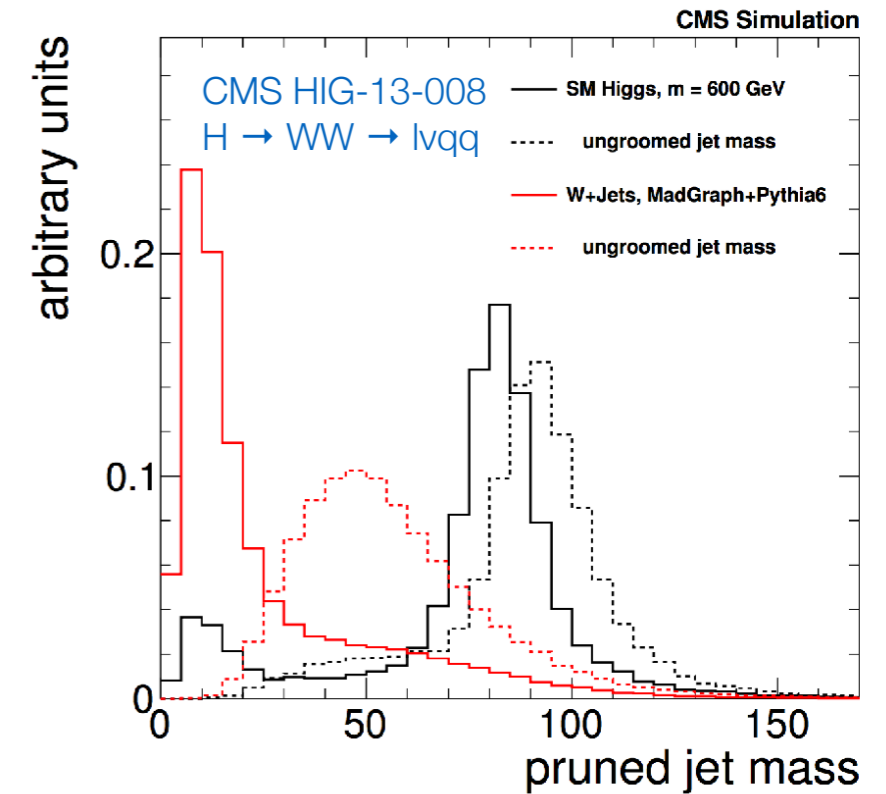 CMS Simulation
arbitrary units
CMS HIG-13-008
H → WW → lνqq
SM Higgs, m = 600 GeV
ungroomed jet mass
W+Jets, MadGraph+Pythia6
ungroomed jet mass
0.2
0.1
0
0 50 100 150
pruned jet mass